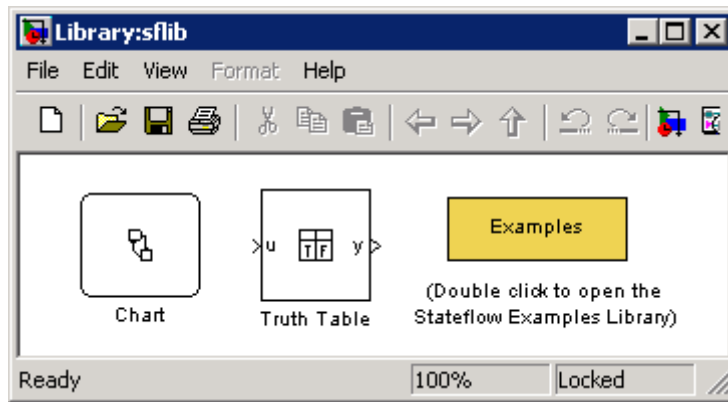 Library:sflib
File Edit View Format Help
u T F y
Examples
Chart
Truth Table
(Double click to open the
Stateflow Examples Library)
Ready 100% Locked